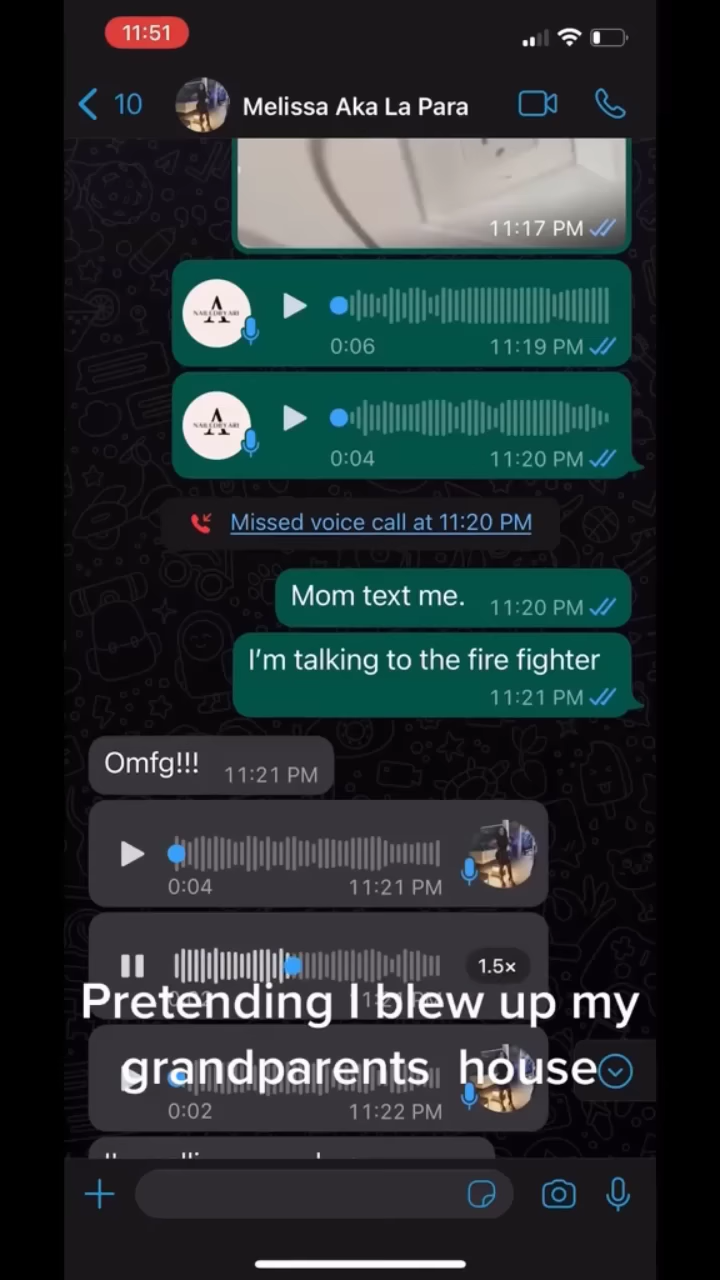 11:51
10
Melissa Aka La Para
11:17 PM
0:06 11:19 PM
0:04 11:20 PM
Missed voice call at 11:20 PM
Mom text me. 11:20 PM
I'm talking to the fire fighter
11:21 PM
Omfg!!! 11:21 PM
0:04 11:21 PM
1.5×
Pretending I blew up my
grandparents house
0:02 11:22 PM